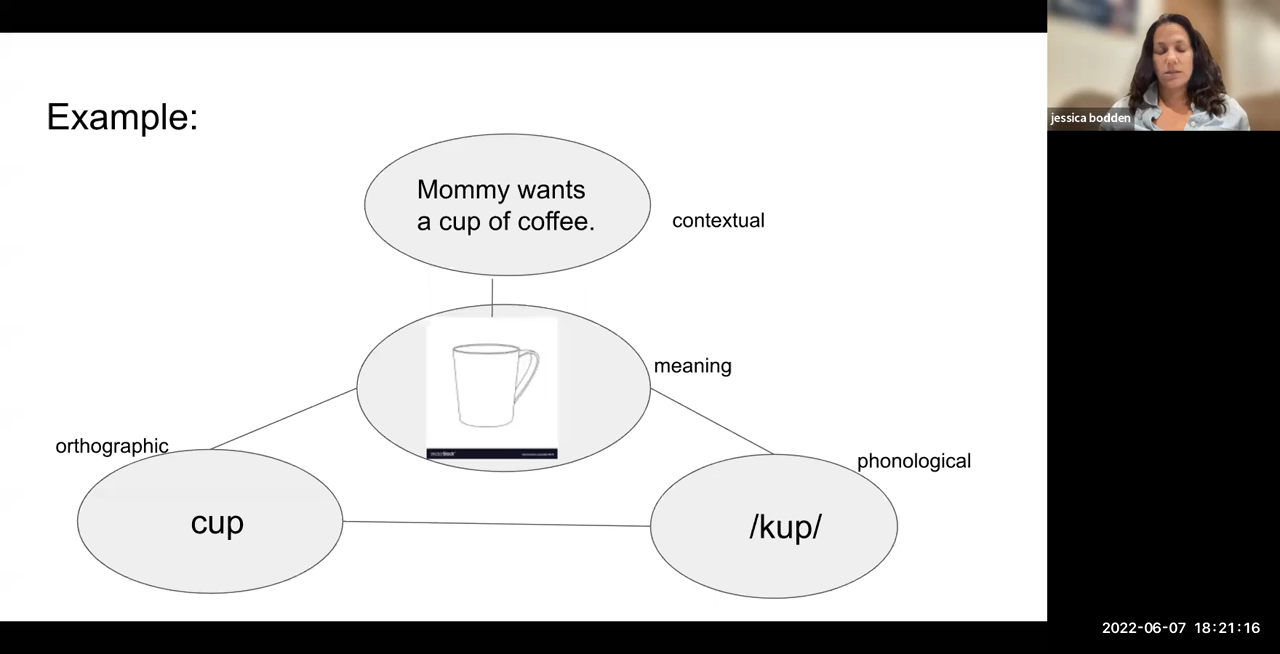 Example:
Mommy wants
a cup of coffee.
contextual
meaning
orthographic
phonological
cup
/kup/
jessica bodden
2022-06-07 18:21:16